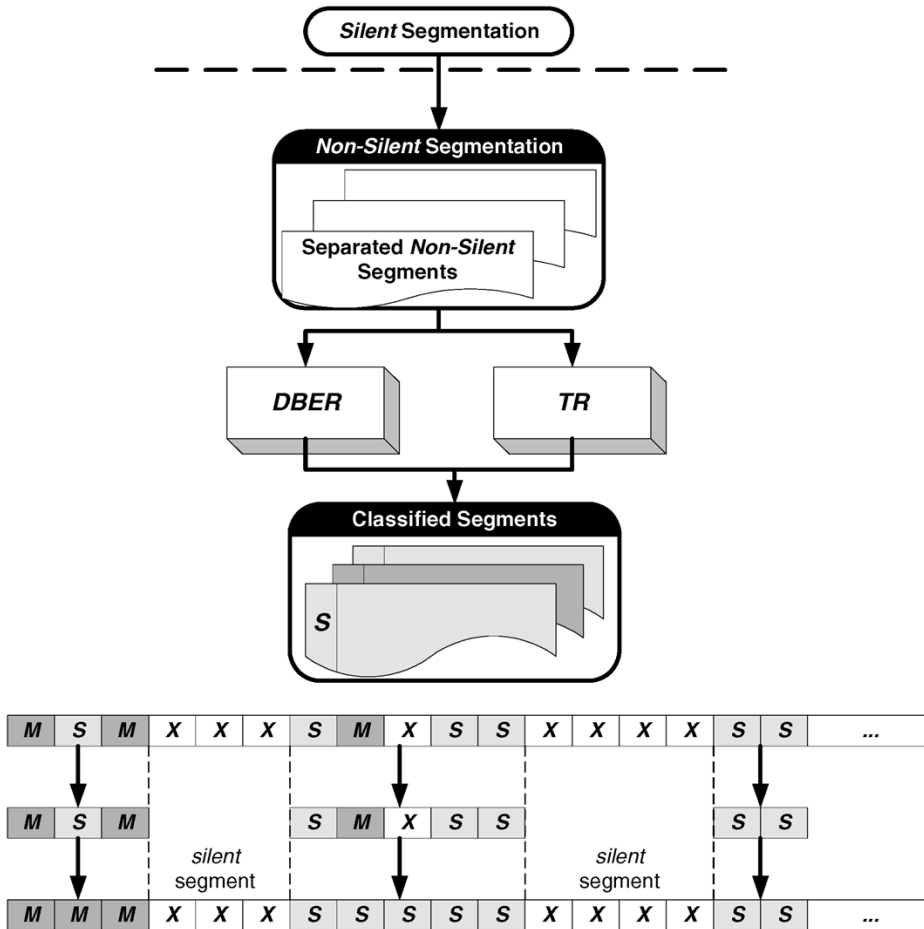 Silent Segmentation
Non-Silent Segmentation
Separated Non-Silent
Segments
DBER
TR
Classified Segments
S
M S M X X X S M X S S X X X X S S ...
M S M S M X S S S S
silent
segment
silent
segment
M M M X X X S S S S S X X X X S S ...